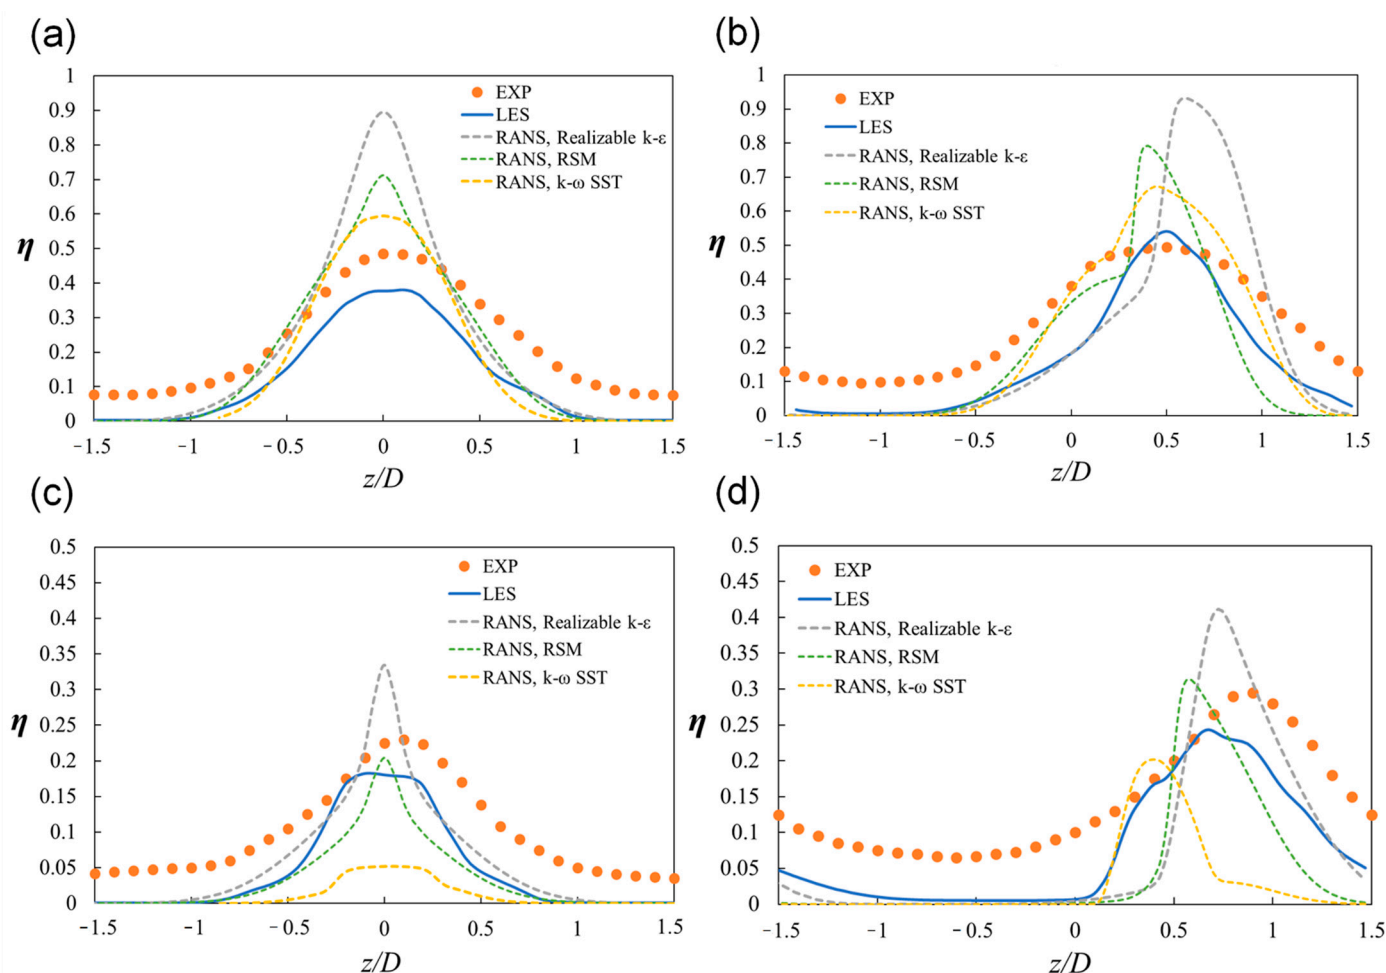 (a)
1
0.9
0.8
0.7
0.6
0.5
0.4
0.3
0.2
0.1
0
η
EXP
LES
RANS, Realizable k-ε
RANS, RSM
RANS, k-ω SST
-1.5 -1 -0.5 0 0.5 1 1.5
z/D
(b)
1
0.9
0.8
0.7
0.6
0.5
0.4
0.3
0.2
0.1
0
η
EXP
LES
RANS, Realizable k-ε
RANS, RSM
RANS, k-ω SST
-1.5 -1 -0.5 0 0.5 1 1.5
z/D
(c)
0.5
0.45
0.4
0.35
0.3
0.25
0.2
0.15
0.1
0.05
0
η
EXP
LES
RANS, Realizable k-ε
RANS, RSM
RANS, k-ω SST
-1.5 -1 -0.5 0 0.5 1 1.5
z/D
(d)
0.5
0.45
0.4
0.35
0.3
0.25
0.2
0.15
0.1
0.05
0
η
EXP
LES
RANS, Realizable k-ε
RANS, RSM
RANS, k-ω SST
-1.5 -1 -0.5 0 0.5 1 1.5
z/D